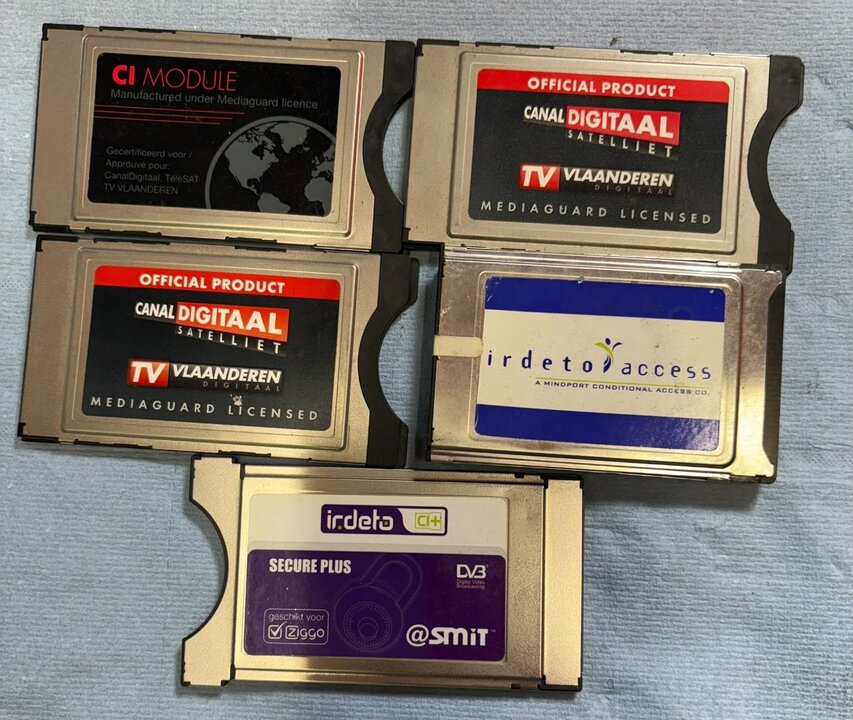 CI MODULE
Manufactured under Mediaguard licence
Gecertificeerd voor /
Approuvé pour:
CanalDigitaal, TéléSAT
TV VLAANDEREN
OFFICIAL PRODUCT
CANAL DIGITAAL
SATELLIET
TV VLAANDEREN
DIGITAAL
MEDIAGUARD LICENSED
OFFICIAL PRODUCT
CANAL DIGITAAL
SATELLIET
TV VLAANDEREN
DIGITAAL
MEDIAGUARD LICENSED
irdeto access
A MINDPORT CONDITIONAL ACCESS CO.
irdeto CI+
SECURE PLUS
DVB
Digital Video
Broadcasting
geschikt voor
ziggo
@SMiT™